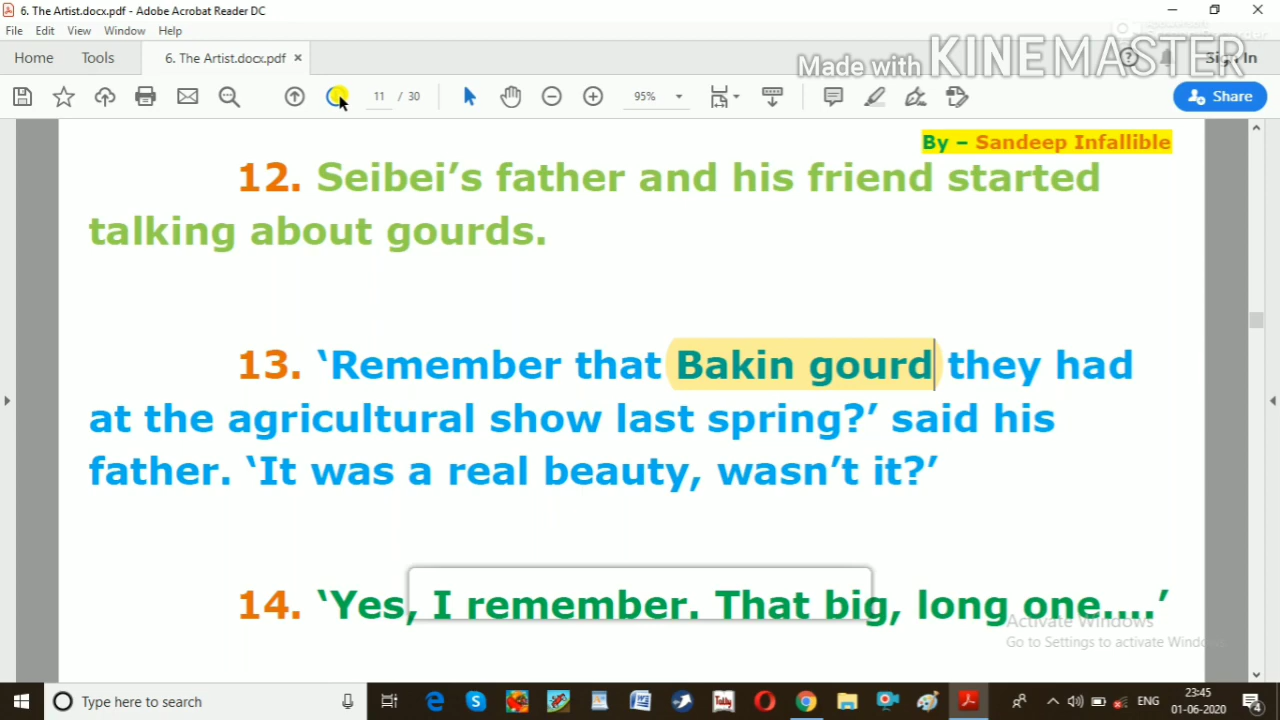 6. The Artist.docx.pdf - Adobe Acrobat Reader DC
File Edit View Window Help
Home Tools 6. The Artist.docx.pdf × Sign In
Made with KINEMASTER
11 / 30 95% Share
By – Sandeep Infallible
12. Seibei’s father and his friend started
talking about gourds.
13. ‘Remember that Bakin gourd they had
at the agricultural show last spring?’ said his
father. ‘It was a real beauty, wasn’t it?’
14. ‘Yes, I remember. That big, long one....’
Activate Windows
Go to Settings to activate Windows
Type here to search
Tally
ENG
23:45
01-06-2020
4